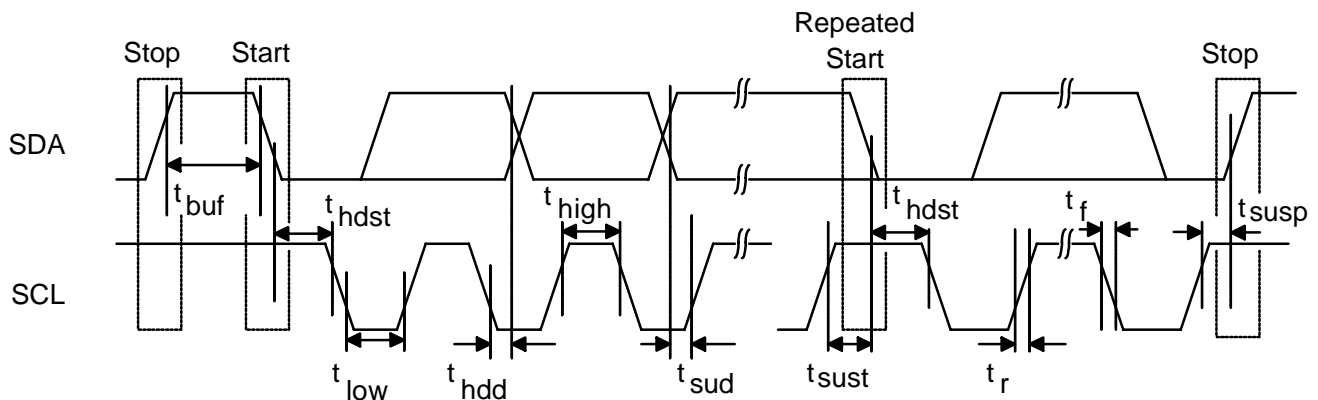 Repeated
Stop Start Start Stop
SDA
t buf t hdst t high t hdst t f t susp
SCL
t low t hdd t sud t sust t r